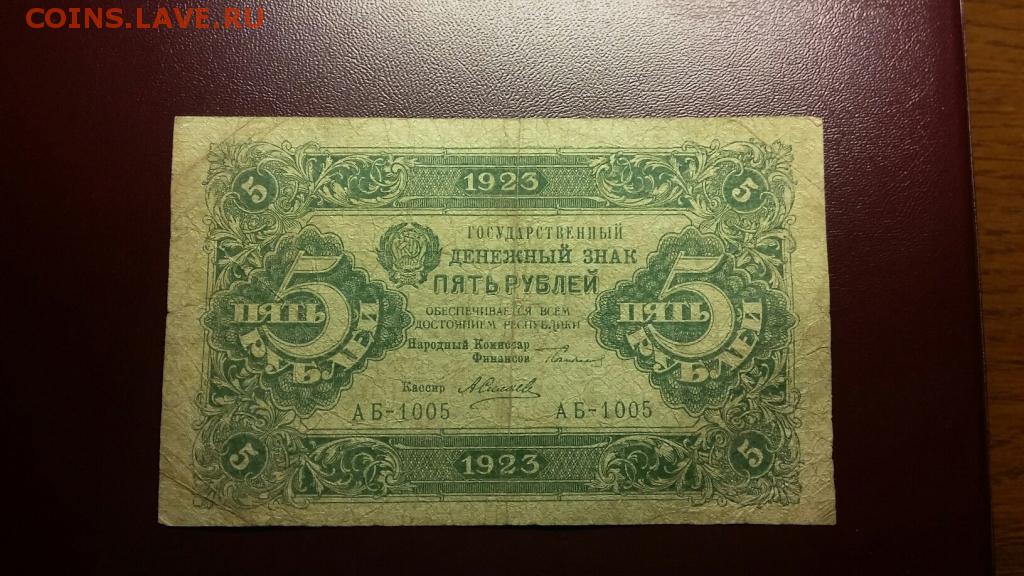 COINS.LAVE.РУ
5 1923 5
ГОСУДАРСТВЕННЫЙ
ДЕНЕЖНЫЙ ЗНАК
ПЯТЬ РУБЛЕЙ
5 ПЯТЬ РУБЛЕЙ
ОБЕСПЕЧИВАЕТСЯ ВСЕМ
ДОСТОЯНИЕМ РЕСПУБЛИКИ
5 ПЯТЬ РУБЛЕЙ
Народный Комиссар
Финансов
Кассир
АБ-1005 АБ-1005
5 1923 5